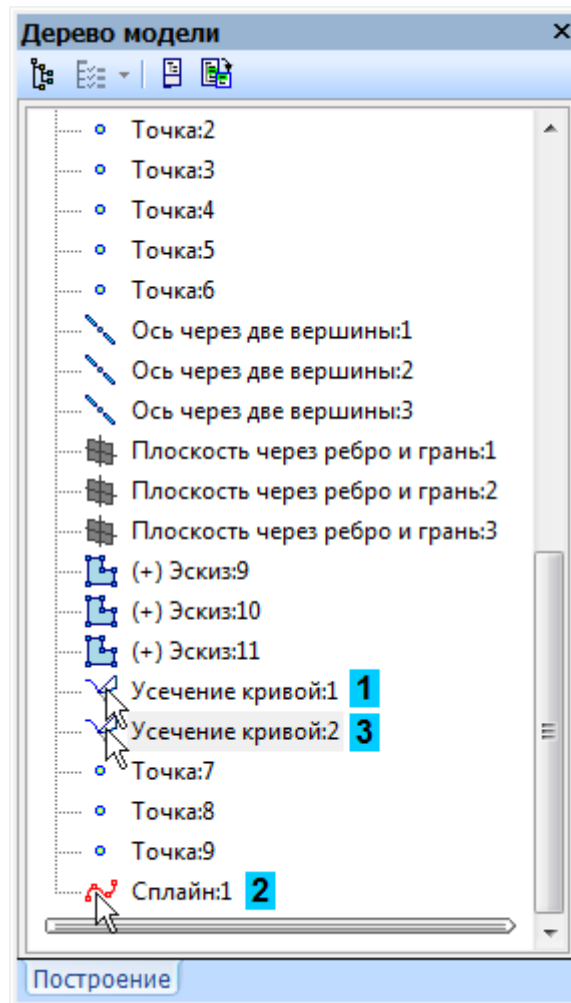 Дерево модели
Точка:2
Точка:3
Точка:4
Точка:5
Точка:6
Ось через две вершины:1
Ось через две вершины:2
Ось через две вершины:3
Плоскость через ребро и грань:1
Плоскость через ребро и грань:2
Плоскость через ребро и грань:3
(+) Эскиз:9
(+) Эскиз:10
(+) Эскиз:11
Усечение кривой:1 1
Усечение кривой:2 3
Точка:7
Точка:8
Точка:9
Сплайн:1 2
Построение